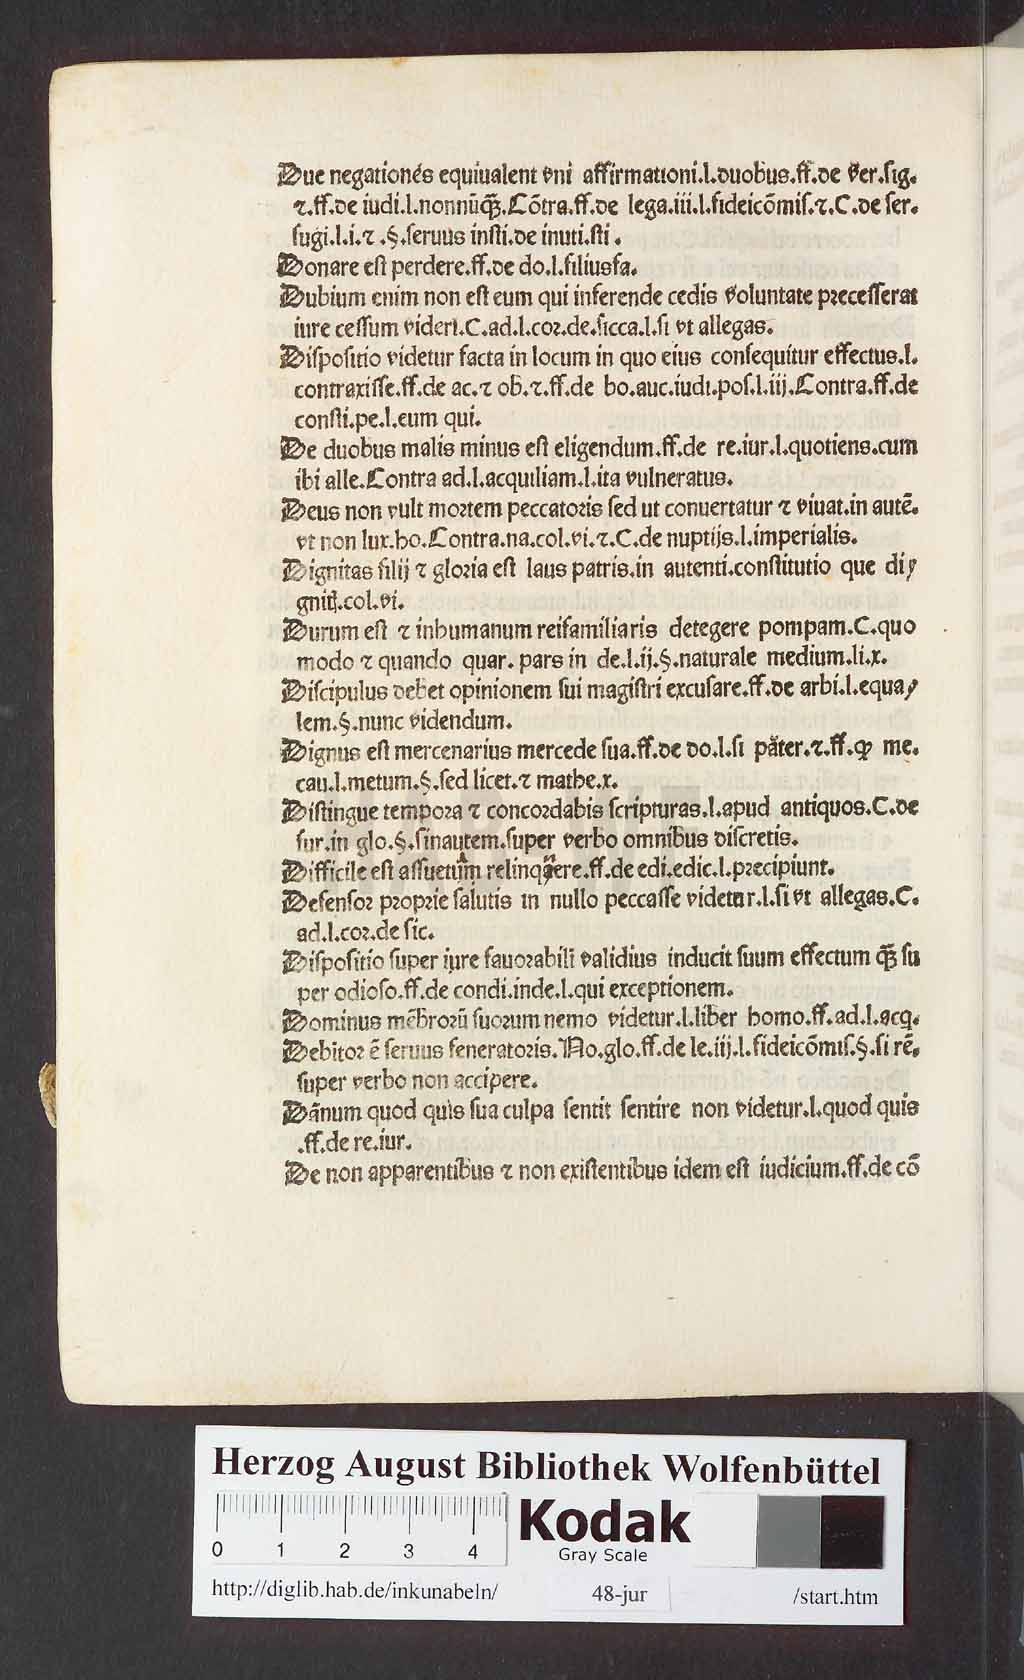 Due negationes equiualent vni affirmationi.l.duobus.ff.de ver.sig.
⁊.ff.de iudi.l.nonnūꝙ̄.Cōtra.ff.de lega.iii.l.fideicōmiſ.⁊.C.de ſer.
fugi.l.i.⁊ .§.ſeruus inſti.de inuti.ſti.
Donare eſt perdere.ff.de do.l.filiusfa.
Dubium enim non eſt eum qui inferende cedis voluntate preceſſerat
iure ceſſum videri.C.ad.l.cor.de.ſicca.l.ſi vt allegas.
Diſpoſitio videtur facta in locum in quo eius conſequitur effectus.l.
contraxiſſe.ff.de ac.⁊ ob.⁊.ff.de bo.auc.iudi.poſ.l.iij.Contra.ff.de
conſti.pe.l.eum qui.
De duobus malis minus eſt eligendum.ff.de re.iur.l.quotiens.cum
ibi alle.Contra ad.l.acquiliam.l.ita vulneratus.
Deus non vult mortem peccatoris ſed ut conuertatur ⁊ viuat.in autē.
vt non lux.ho.Contra.na.col.vi.⁊.C.de nuptijs.l.imperialis.
Dignitas filij ⁊ gloria eſt laus patris.in autenti.conſtitutio que di⸗
gnit̄.col.vi.
Durum eſt ⁊ inhumanum reifamiliaris detegere pompam.C.quo
modo ⁊ quando quar. pars in de.l.ij.§.naturale medium.li.x.
Diſcipulus debet opinionem ſui magiſtri excuſare.ff.de arbi.l.equa⸗
lem.§.nunc videndum.
Dignus eſt mercenarius mercede ſua.ff.de do.l.ſi pater.⁊.ff.ꝙ me.
cau.l.metum.§.ſed licet.⁊ mathe.x.
Diſtingue tempora ⁊ concordabis ſcripturas.l.apud antiquos.C.de
fur.in glo.§.ſinautem.ſuper verbo omnibus diſcretis.
Difficile eſt aſſuetum relinquere.ff.de edi.edic.l.precipiunt.
Defenſor proprie ſalutis in nullo peccaſſe videtur.l.ſi vt allegas.C.
ad.l.cor.de ſic.
Diſpoſitio ſuper iure fauorabili validius inducit ſuum effectum ꝙ̄ ſu
per odioſo.ff.de condi.inde.l.qui exceptionem.
Dominus mēbrorū ſuorum nemo videtur.l.liber homo.ff.ad.l.acq.
Debitor ē ſeruus feneratoris.No.glo.ff.de le.iij.l.fideicōmiſ.§.ſi rē.
ſuper verbo non accipere.
Dānum quod quis ſua culpa ſentit ſentire non videtur.l.quod quis
.ff.de re.iur.
De non apparentibus ⁊ non exiſtentibus idem eſt iudicium.ff.de cō
HAB
Herzog August Bibliothek Wolfenbüttel
0 1 2 3 4
Kodak
Gray Scale
http://diglib.hab.de/inkunabeln/ 48-jur /start.htm